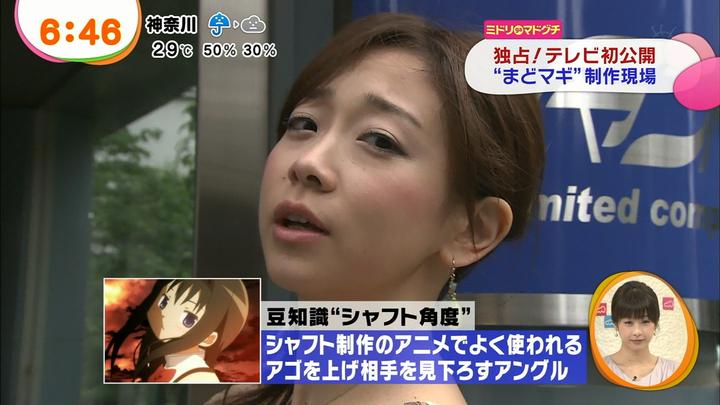 6:46
神奈川
29℃ 50% 30%
ミドリのマドグチ
独占！テレビ初公開
“まどマギ”制作現場
mited comp
豆知識“シャフト角度”
シャフト制作のアニメでよく使われる
アゴを上げ相手を見下ろすアングル